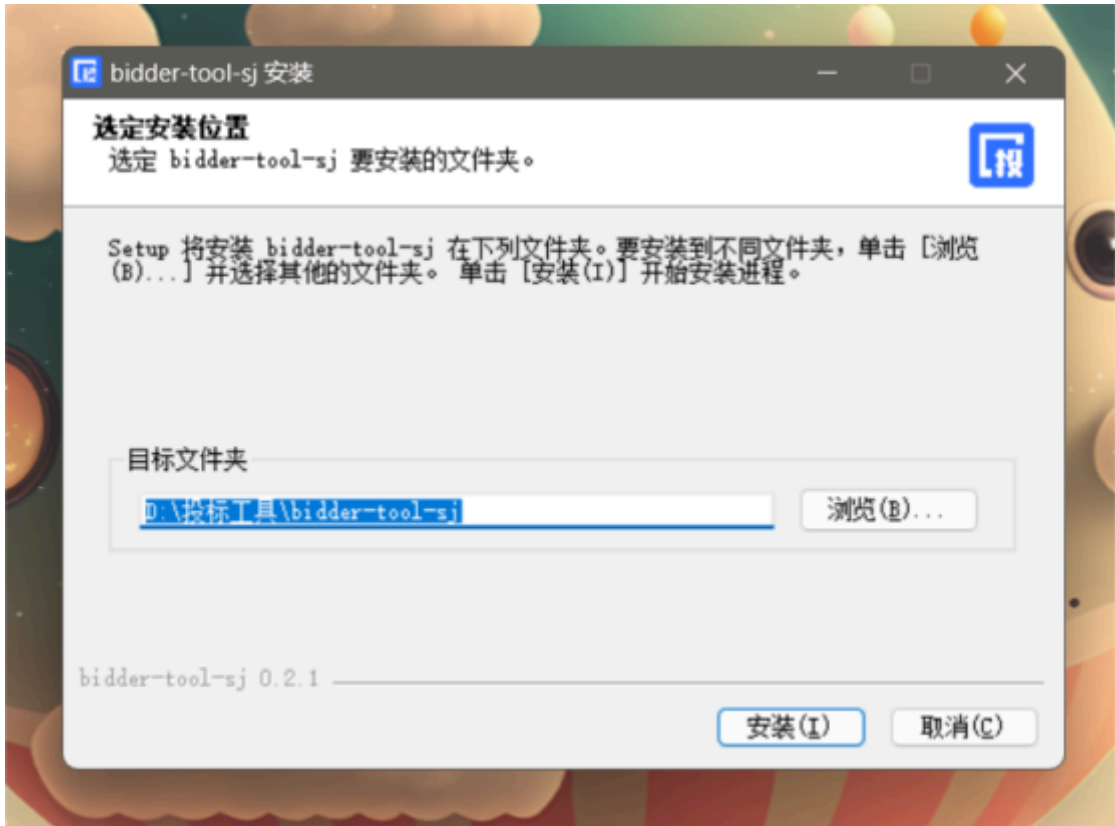 bidder-tool-sj 安装
选定安装位置
选定 bidder-tool-sj 要安装的文件夹。
投
Setup 将安装 bidder-tool-sj 在下列文件夹。要安装到不同文件夹，单击 [浏览
(B)...] 并选择其他的文件夹。 单击 [安装(I)] 开始安装进程。
目标文件夹
D:\投标工具\bidder-tool-sj
浏览(B)...
bidder-tool-sj 0.2.1
安装(I)
取消(C)